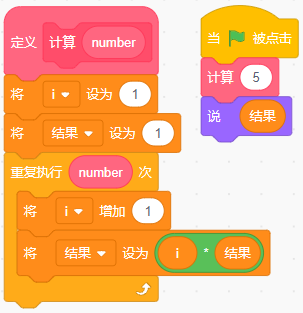 定义 计算 number
将 i 设为 1
将 结果 设为 1
重复执行 number 次
将 i 增加 1
将 结果 设为 i * 结果
当 被点击
计算 5
说 结果